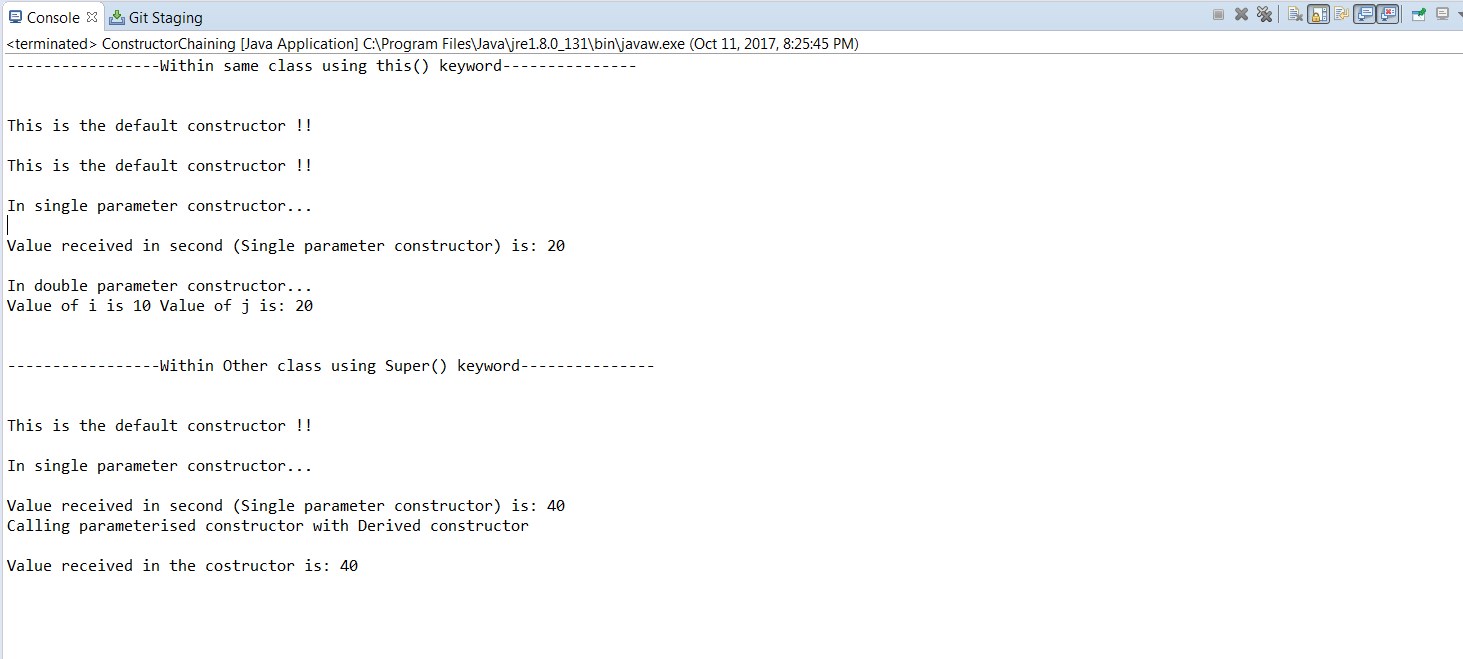 Console Git Staging
<terminated> ConstructorChaining [Java Application] C:\Program Files\Java\jre1.8.0_131\bin\javaw.exe (Oct 11, 2017, 8:25:45 PM)
-----------------Within same class using this() keyword---------------
This is the default constructor !!
This is the default constructor !!
In single parameter constructor...
Value received in second (Single parameter constructor) is: 20
In double parameter constructor...
Value of i is 10 Value of j is: 20
-----------------Within Other class using Super() keyword---------------
This is the default constructor !!
In single parameter constructor...
Value received in second (Single parameter constructor) is: 40
Calling parameterised constructor with Derived constructor
Value received in the costructor is: 40